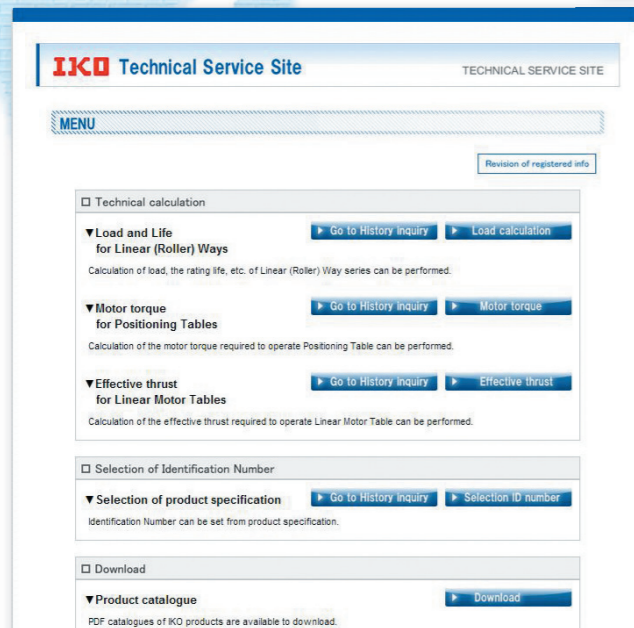 IKO Technical Service Site
TECHNICAL SERVICE SITE
MENU
Revision of registered info
Technical calculation
▼Load and Life
for Linear (Roller) Ways
Go to History inquiry
Load calculation
Calculation of load, the rating life, etc. of Linear (Roller) Way series can be performed.
▼Motor torque
for Positioning Tables
Go to History inquiry
Motor torque
Calculation of the motor torque required to operate Positioning Table can be performed.
▼Effective thrust
for Linear Motor Tables
Go to History inquiry
Effective thrust
Calculation of the effective thrust required to operate Linear Motor Table can be performed.
Selection of Identification Number
▼Selection of product specification
Go to History inquiry
Selection ID number
Identification Number can be set from product specification.
Download
▼Product catalogue
Download
PDF catalogues of IKO products are available to download.